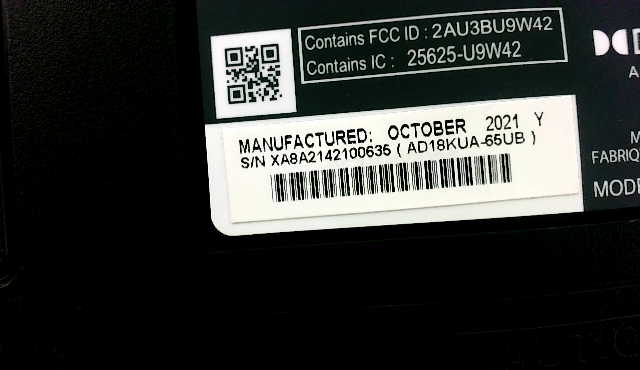 Contains FCC ID : 2AU3BU9W42
Contains IC : 25625-U9W42
MANUFACTURED: OCTOBER 2021 Y
S/N XA8A2142100635 ( AD18KUA-65UB )